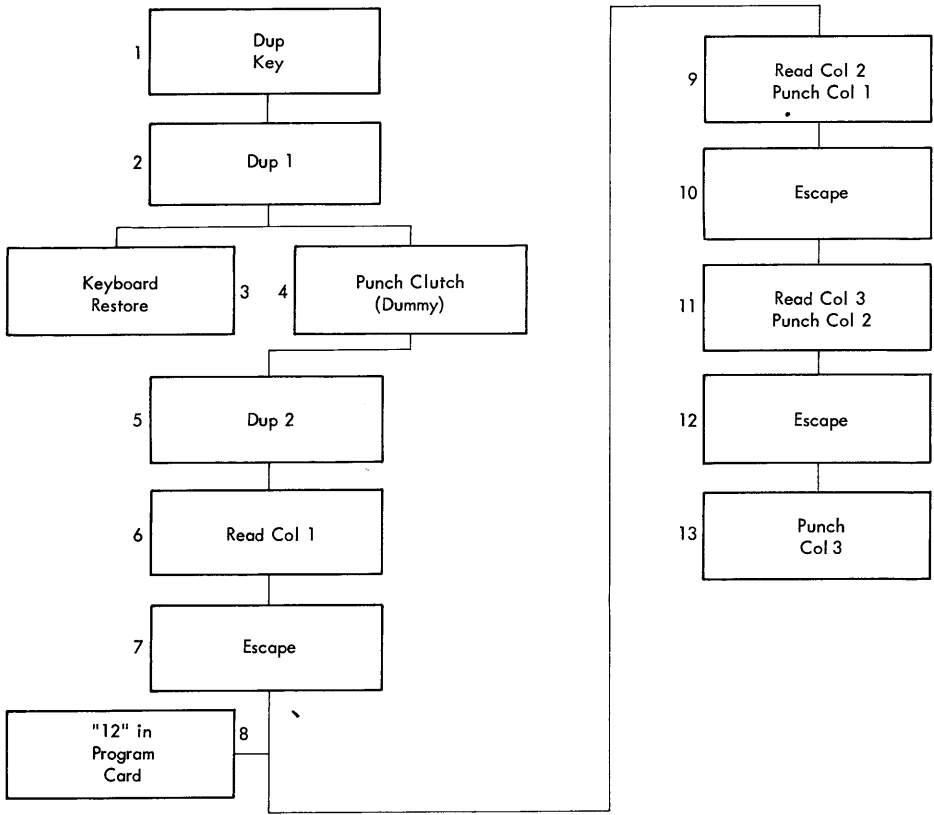 1
Dup
Key
2
Dup 1
Keyboard
Restore
3
4
Punch Clutch
(Dummy)
5
Dup 2
6
Read Col 1
7
Escape
"12" in
Program
Card
8
9
Read Col 2
Punch Col 1
10
Escape
11
Read Col 3
Punch Col 2
12
Escape
13
Punch
Col 3